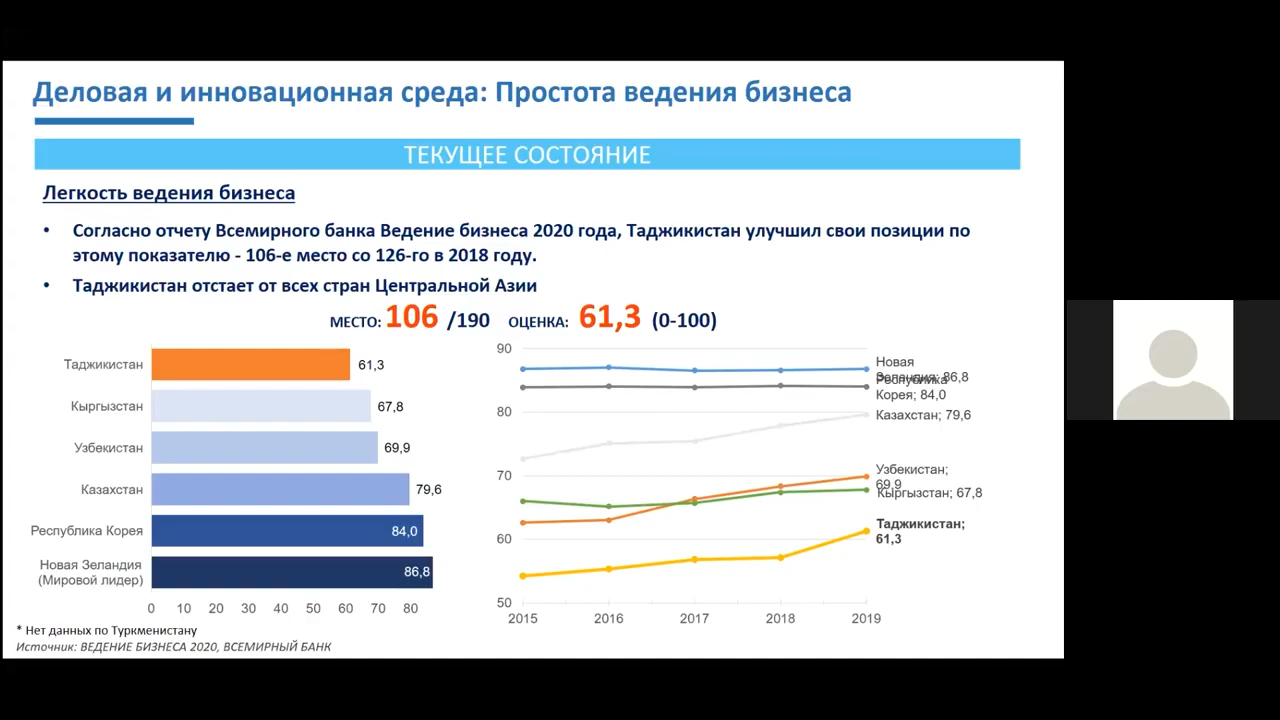 Деловая и инновационная среда: Простота ведения бизнеса
ТЕКУЩЕЕ СОСТОЯНИЕ
Легкость ведения бизнеса
• Согласно отчету Всемирного банка Ведение бизнеса 2020 года, Таджикистан улучшил свои позиции по
этому показателю - 106-е место со 126-го в 2018 году.
• Таджикистан отстает от всех стран Центральной Азии
МЕСТО: 106 /190 ОЦЕНКА: 61,3 (0-100)
Таджикистан 61,3
Кыргызстан 67,8
Узбекистан 69,9
Казахстан 79,6
Республика Корея 84,0
Новая Зеландия
(Мировой лидер) 86,8
0 10 20 30 40 50 60 70 80
90
80
70
60
50
2015 2016 2017 2018 2019
Новая
Зеландия; 86,8
Республика
Корея; 84,0
Казахстан; 79,6
Узбекистан;
69,9
Кыргызстан; 67,8
Таджикистан;
61,3
* Нет данных по Туркменистану
Источник: ВЕДЕНИЕ БИЗНЕСА 2020, ВСЕМИРНЫЙ БАНК